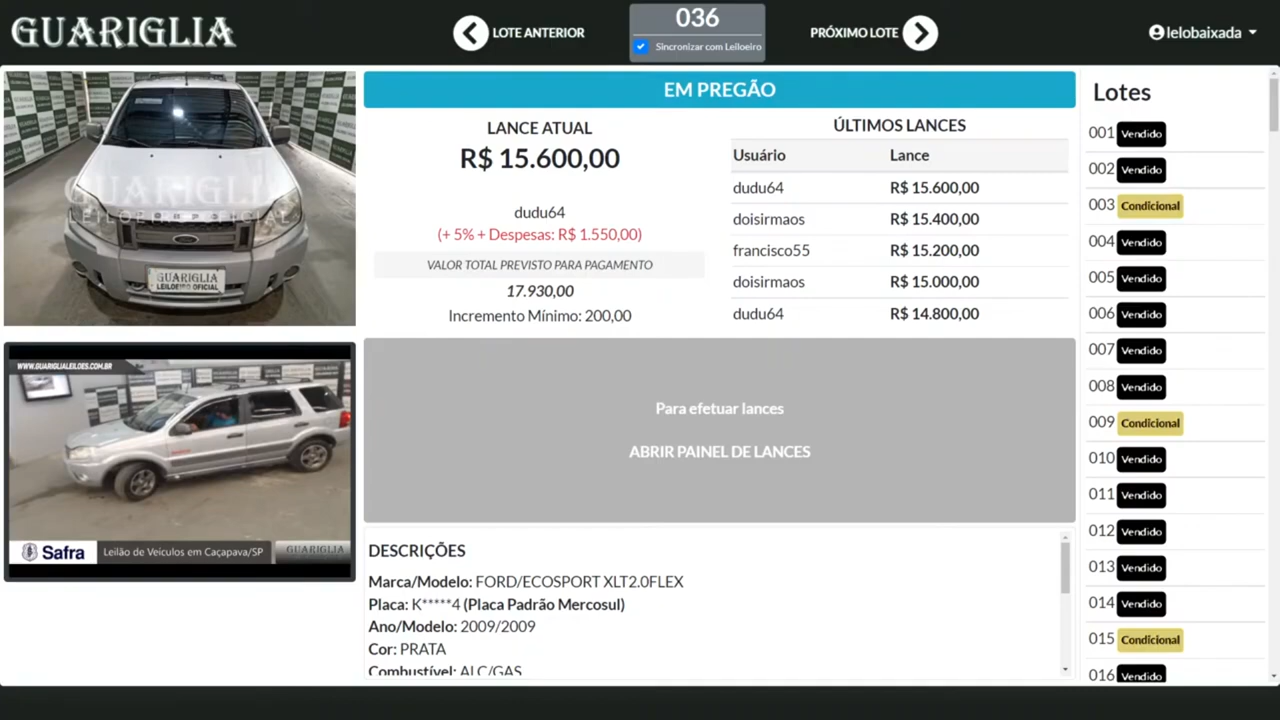 GUARIGLIA
LOTE ANTERIOR
036
Sincronizar com Leiloeiro
PRÓXIMO LOTE
lelobaixada
GUARIGLIA
LEILOEIRO OFICIAL
GUARIGLIA
LEILOEIRO OFICIAL
WWW.GUARIGLIALEILOES.COM.BR
Safra
Leilão de Veículos em Caçapava/SP
GUARIGLIA
EM PREGÃO
LANCE ATUAL
R$ 15.600,00
dudu64
(+ 5% + Despesas: R$ 1.550,00)
VALOR TOTAL PREVISTO PARA PAGAMENTO
17.930,00
Incremento Mínimo: 200,00
ÚLTIMOS LANCES
Usuário Lance
dudu64 R$ 15.600,00
doisirmaos R$ 15.400,00
francisco55 R$ 15.200,00
doisirmaos R$ 15.000,00
dudu64 R$ 14.800,00
Para efetuar lances
ABRIR PAINEL DE LANCES
DESCRIÇÕES
Marca/Modelo: FORD/ECOSPORT XLT2.0FLEX
Placa: K*****4 (Placa Padrão Mercosul)
Ano/Modelo: 2009/2009
Cor: PRATA
Combustível: ALC/GAS
Lotes
001 Vendido
002 Vendido
003 Condicional
004 Vendido
005 Vendido
006 Vendido
007 Vendido
008 Vendido
009 Condicional
010 Vendido
011 Vendido
012 Vendido
013 Vendido
014 Vendido
015 Condicional
016 Vendido